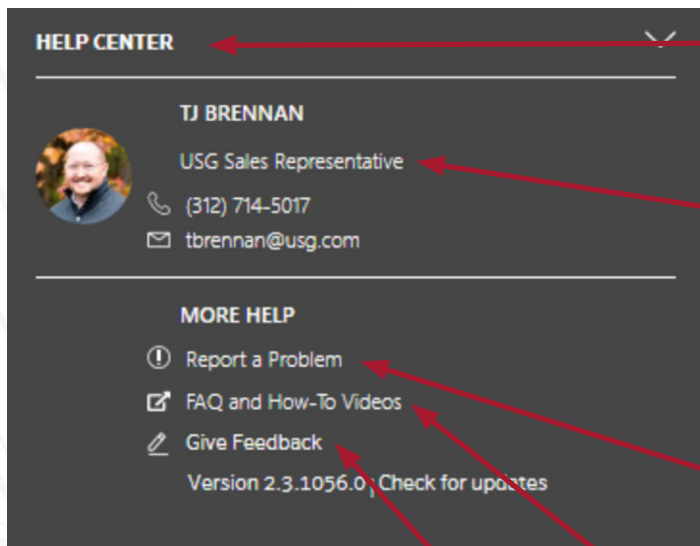 HELP CENTER
TJ BRENNAN
USG Sales Representative
(312) 714-5017
tbrennan@usg.com
MORE HELP
Report a Problem
FAQ and How-To Videos
Give Feedback
Version 2.3.1056.0 | Check for updates